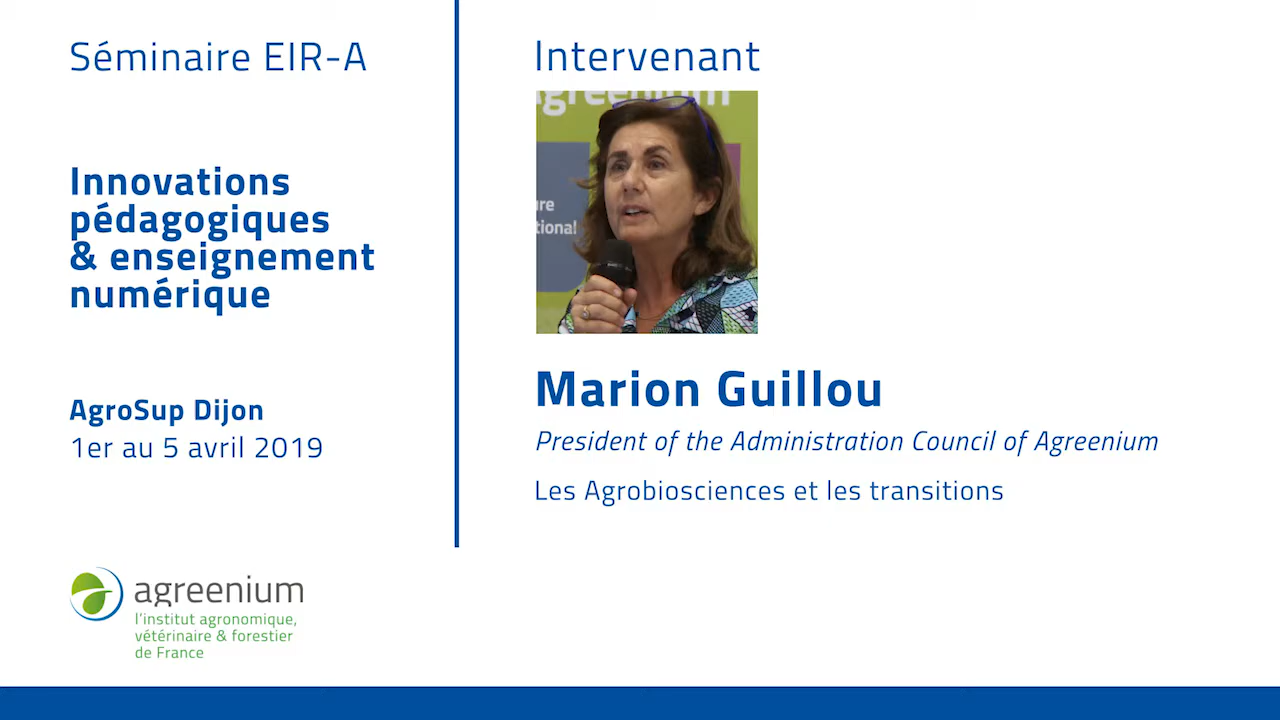 Séminaire EIR-A
Innovations
pédagogiques
& enseignement
numérique
AgroSup Dijon
1er au 5 avril 2019
agreenium
l'institut agronomique,
vétérinaire & forestier
de France
Intervenant
agreenium
Marion Guillou
President of the Administration Council of Agreenium
Les Agrobiosciences et les transitions